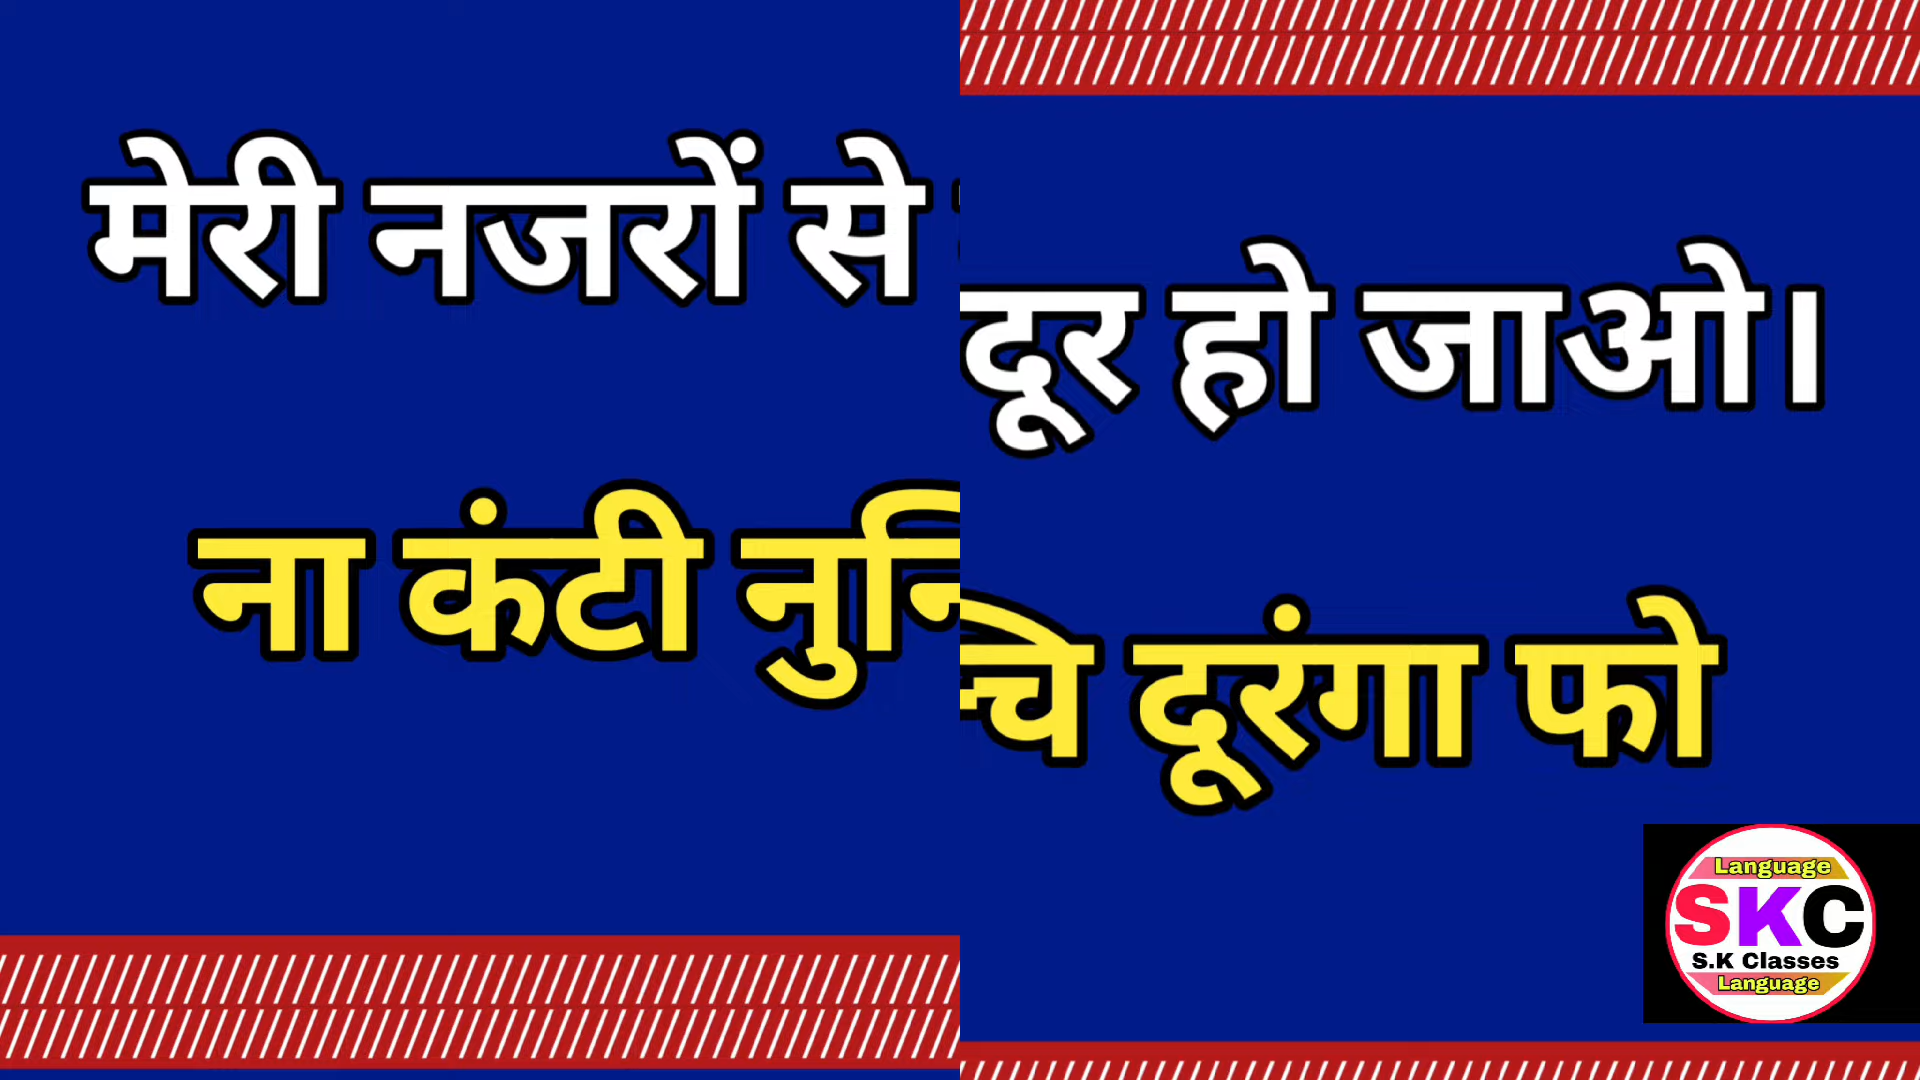 मेरी नजरों से दूर हो जाओ।
ना कंटी नुन्चि दूरंगा फो
Language
SKC
S.K Classes
Language